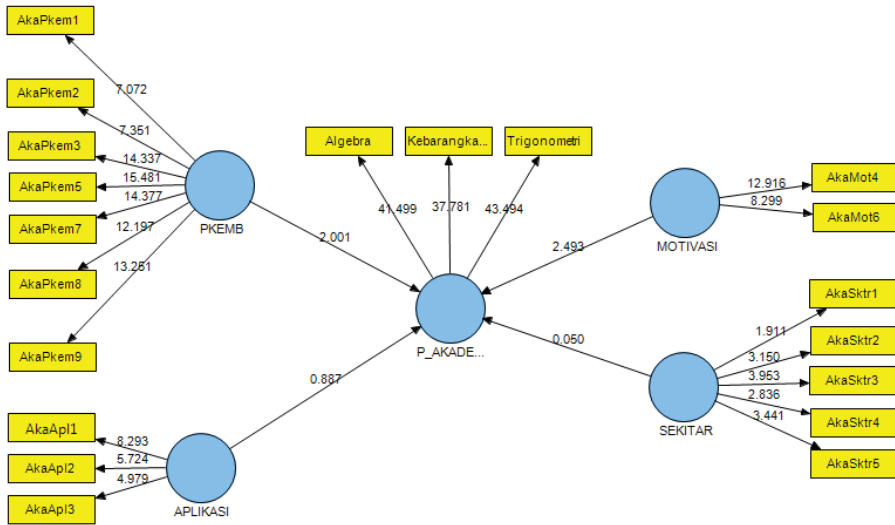 AkaPkem1
7.072
AkaPkem2
7.351
AkaPkem3
14.337
AkaPkem5
15.481
AkaPkem7
14.377
AkaPkem8
12.197
AkaPkem9
13.251
PKEMB
2.001
Algebra
Kebarangka...
Trigonometri
41.499
37.781
43.494
P_AKADE...
AkaMot4
12.916
AkaMot6
8.299
MOTIVASI
2.493
0.050
AkaSktr1
1.911
AkaSktr2
3.150
AkaSktr3
3.953
AkaSktr4
2.836
AkaSktr5
3.441
SEKITAR
0.887
AkaApl1
8.293
AkaApl2
5.724
AkaApl3
4.979
APLIKASI